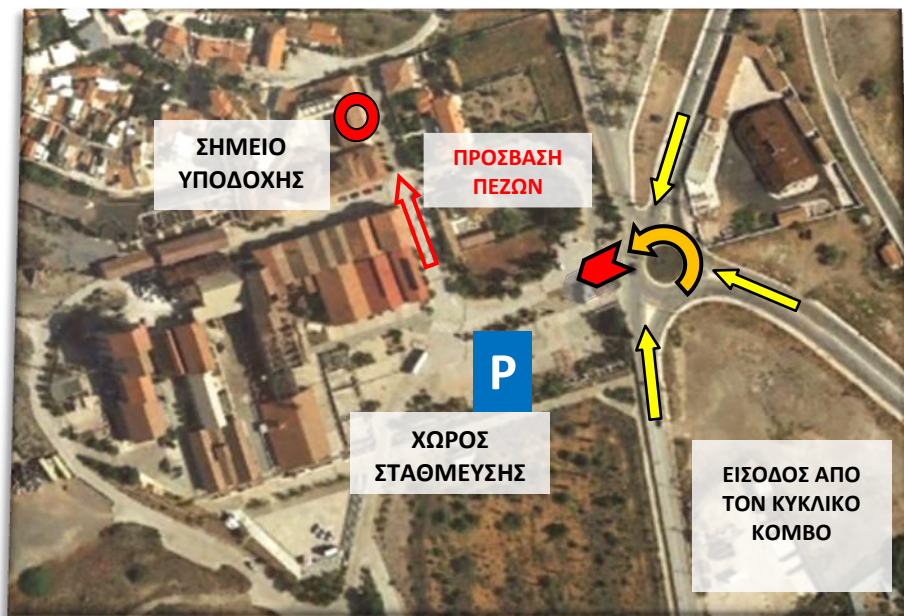 ΣΗΜΕΙΟ
ΥΠΟΔΟΧΗΣ
ΠΡΟΣΒΑΣΗ
ΠΕΖΩΝ
P
ΧΩΡΟΣ
ΣΤΑΘΜΕΥΣΗΣ
ΕΙΣΟΔΟΣ ΑΠΟ
ΤΟΝ ΚΥΚΛΙΚΟ
ΚΟΜΒΟ